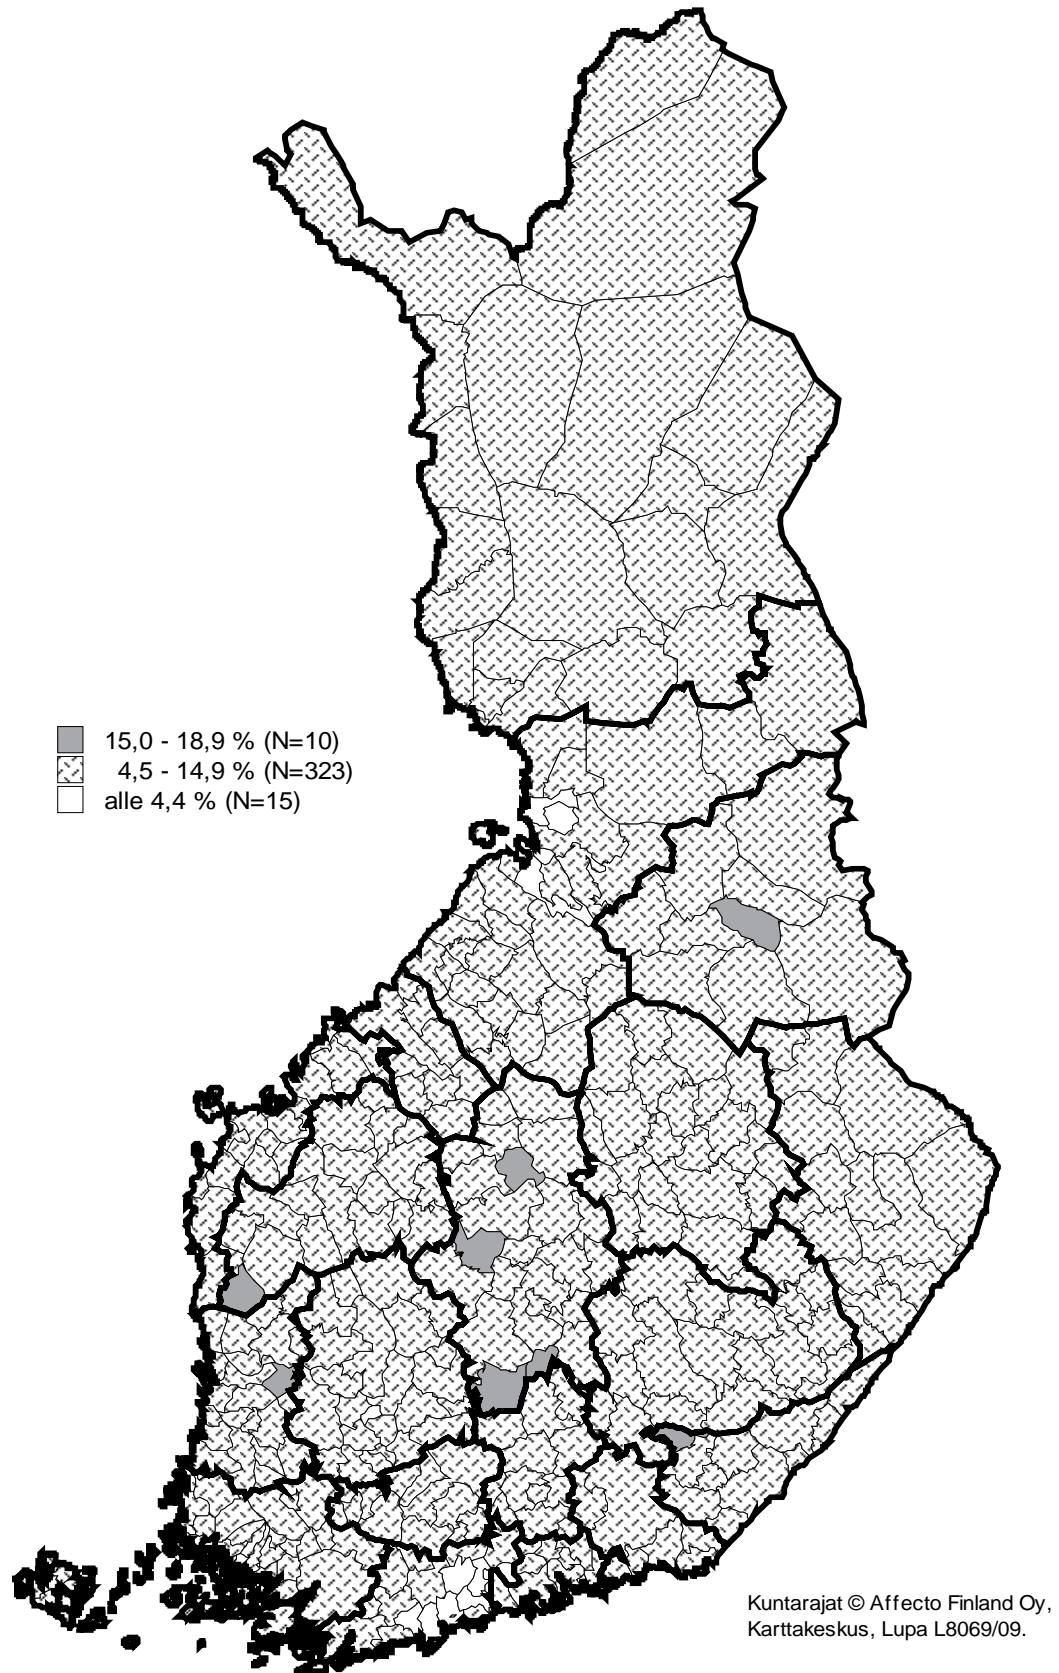 15,0 - 18,9 % (N=10)
4,5 - 14,9 % (N=323)
alle 4,4 % (N=15)
Kuntarajat © Affecto Finland Oy,
Karttakeskus, Lupa L8069/09.